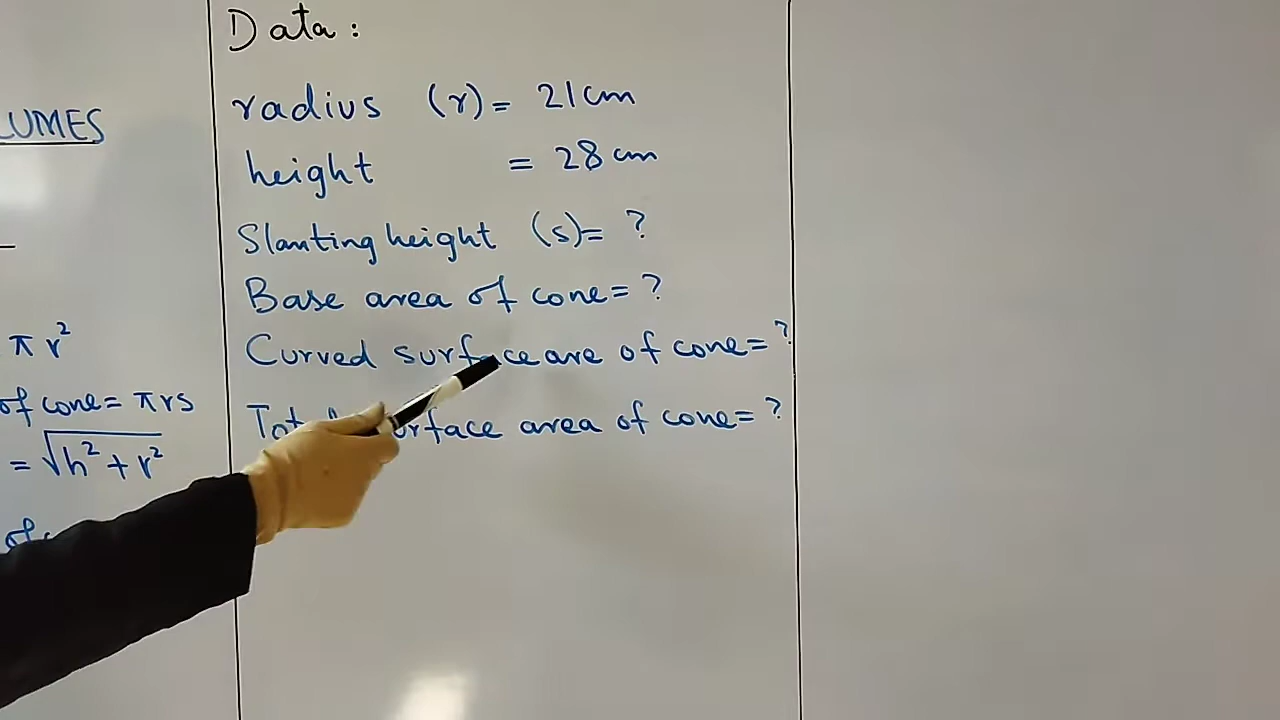 LUMES
πr²
of cone = πrs
= √h² + r²
of
Data:
radius (r) = 21cm
height = 28 cm
Slanting height (s) = ?
Base area of cone = ?
Curved surface are of cone = ?
surface area of cone = ?